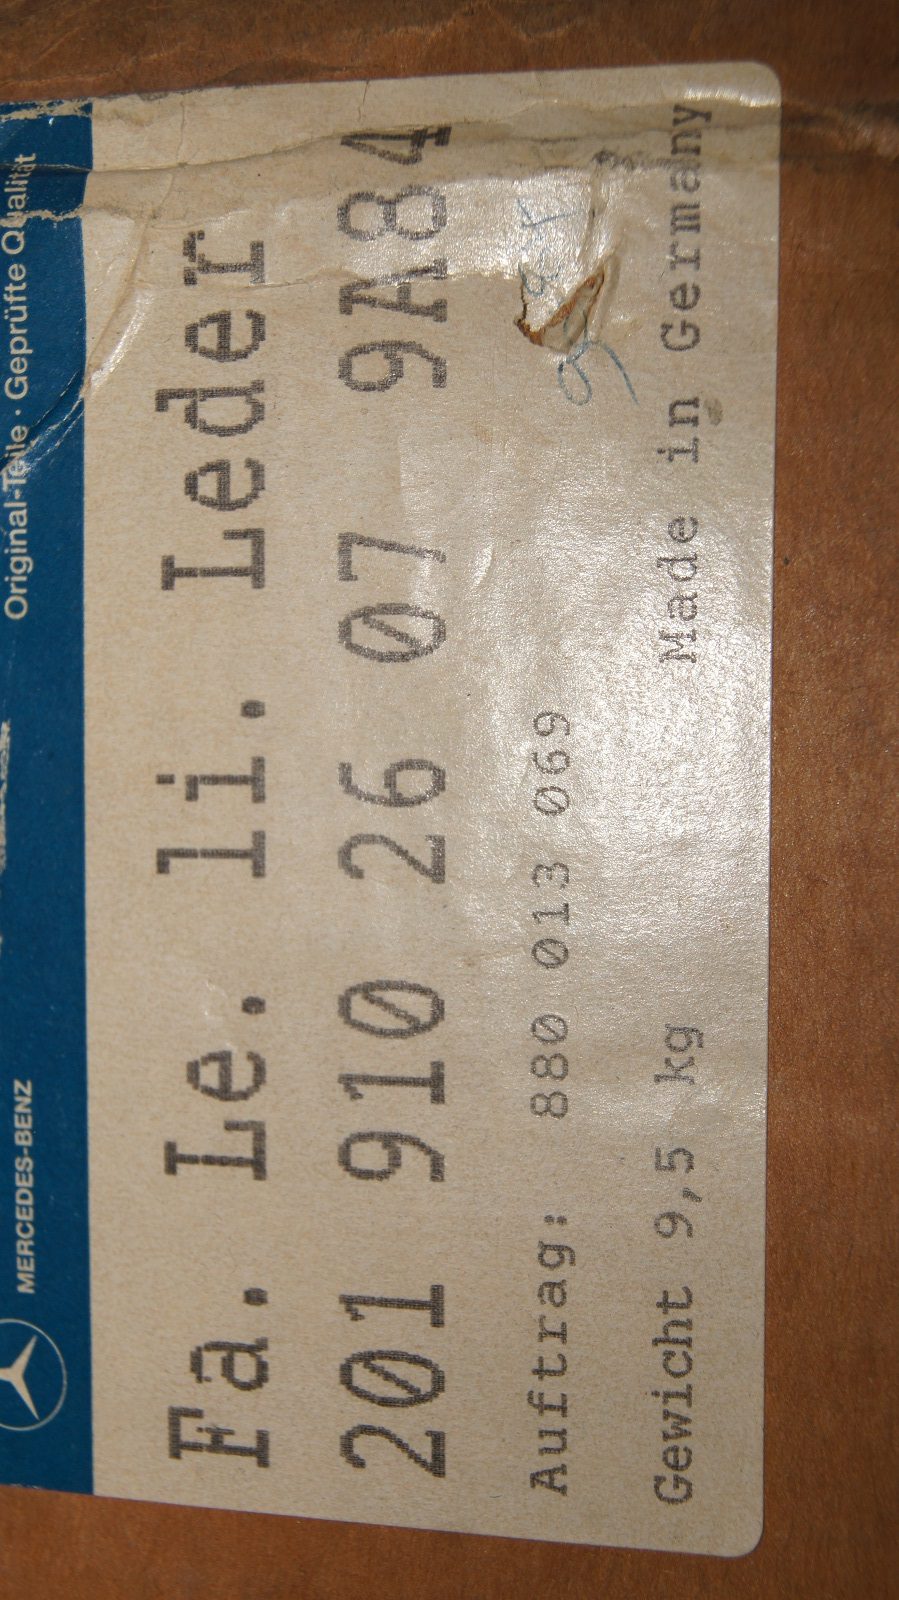 MERCEDES-BENZ Original-Teile · Geprüfte Qualität
Fa. Le. li. Leder
201 910 26 07 9A84
Auftrag: 880 013 069
Gewicht 9,5 kg Made in Germany